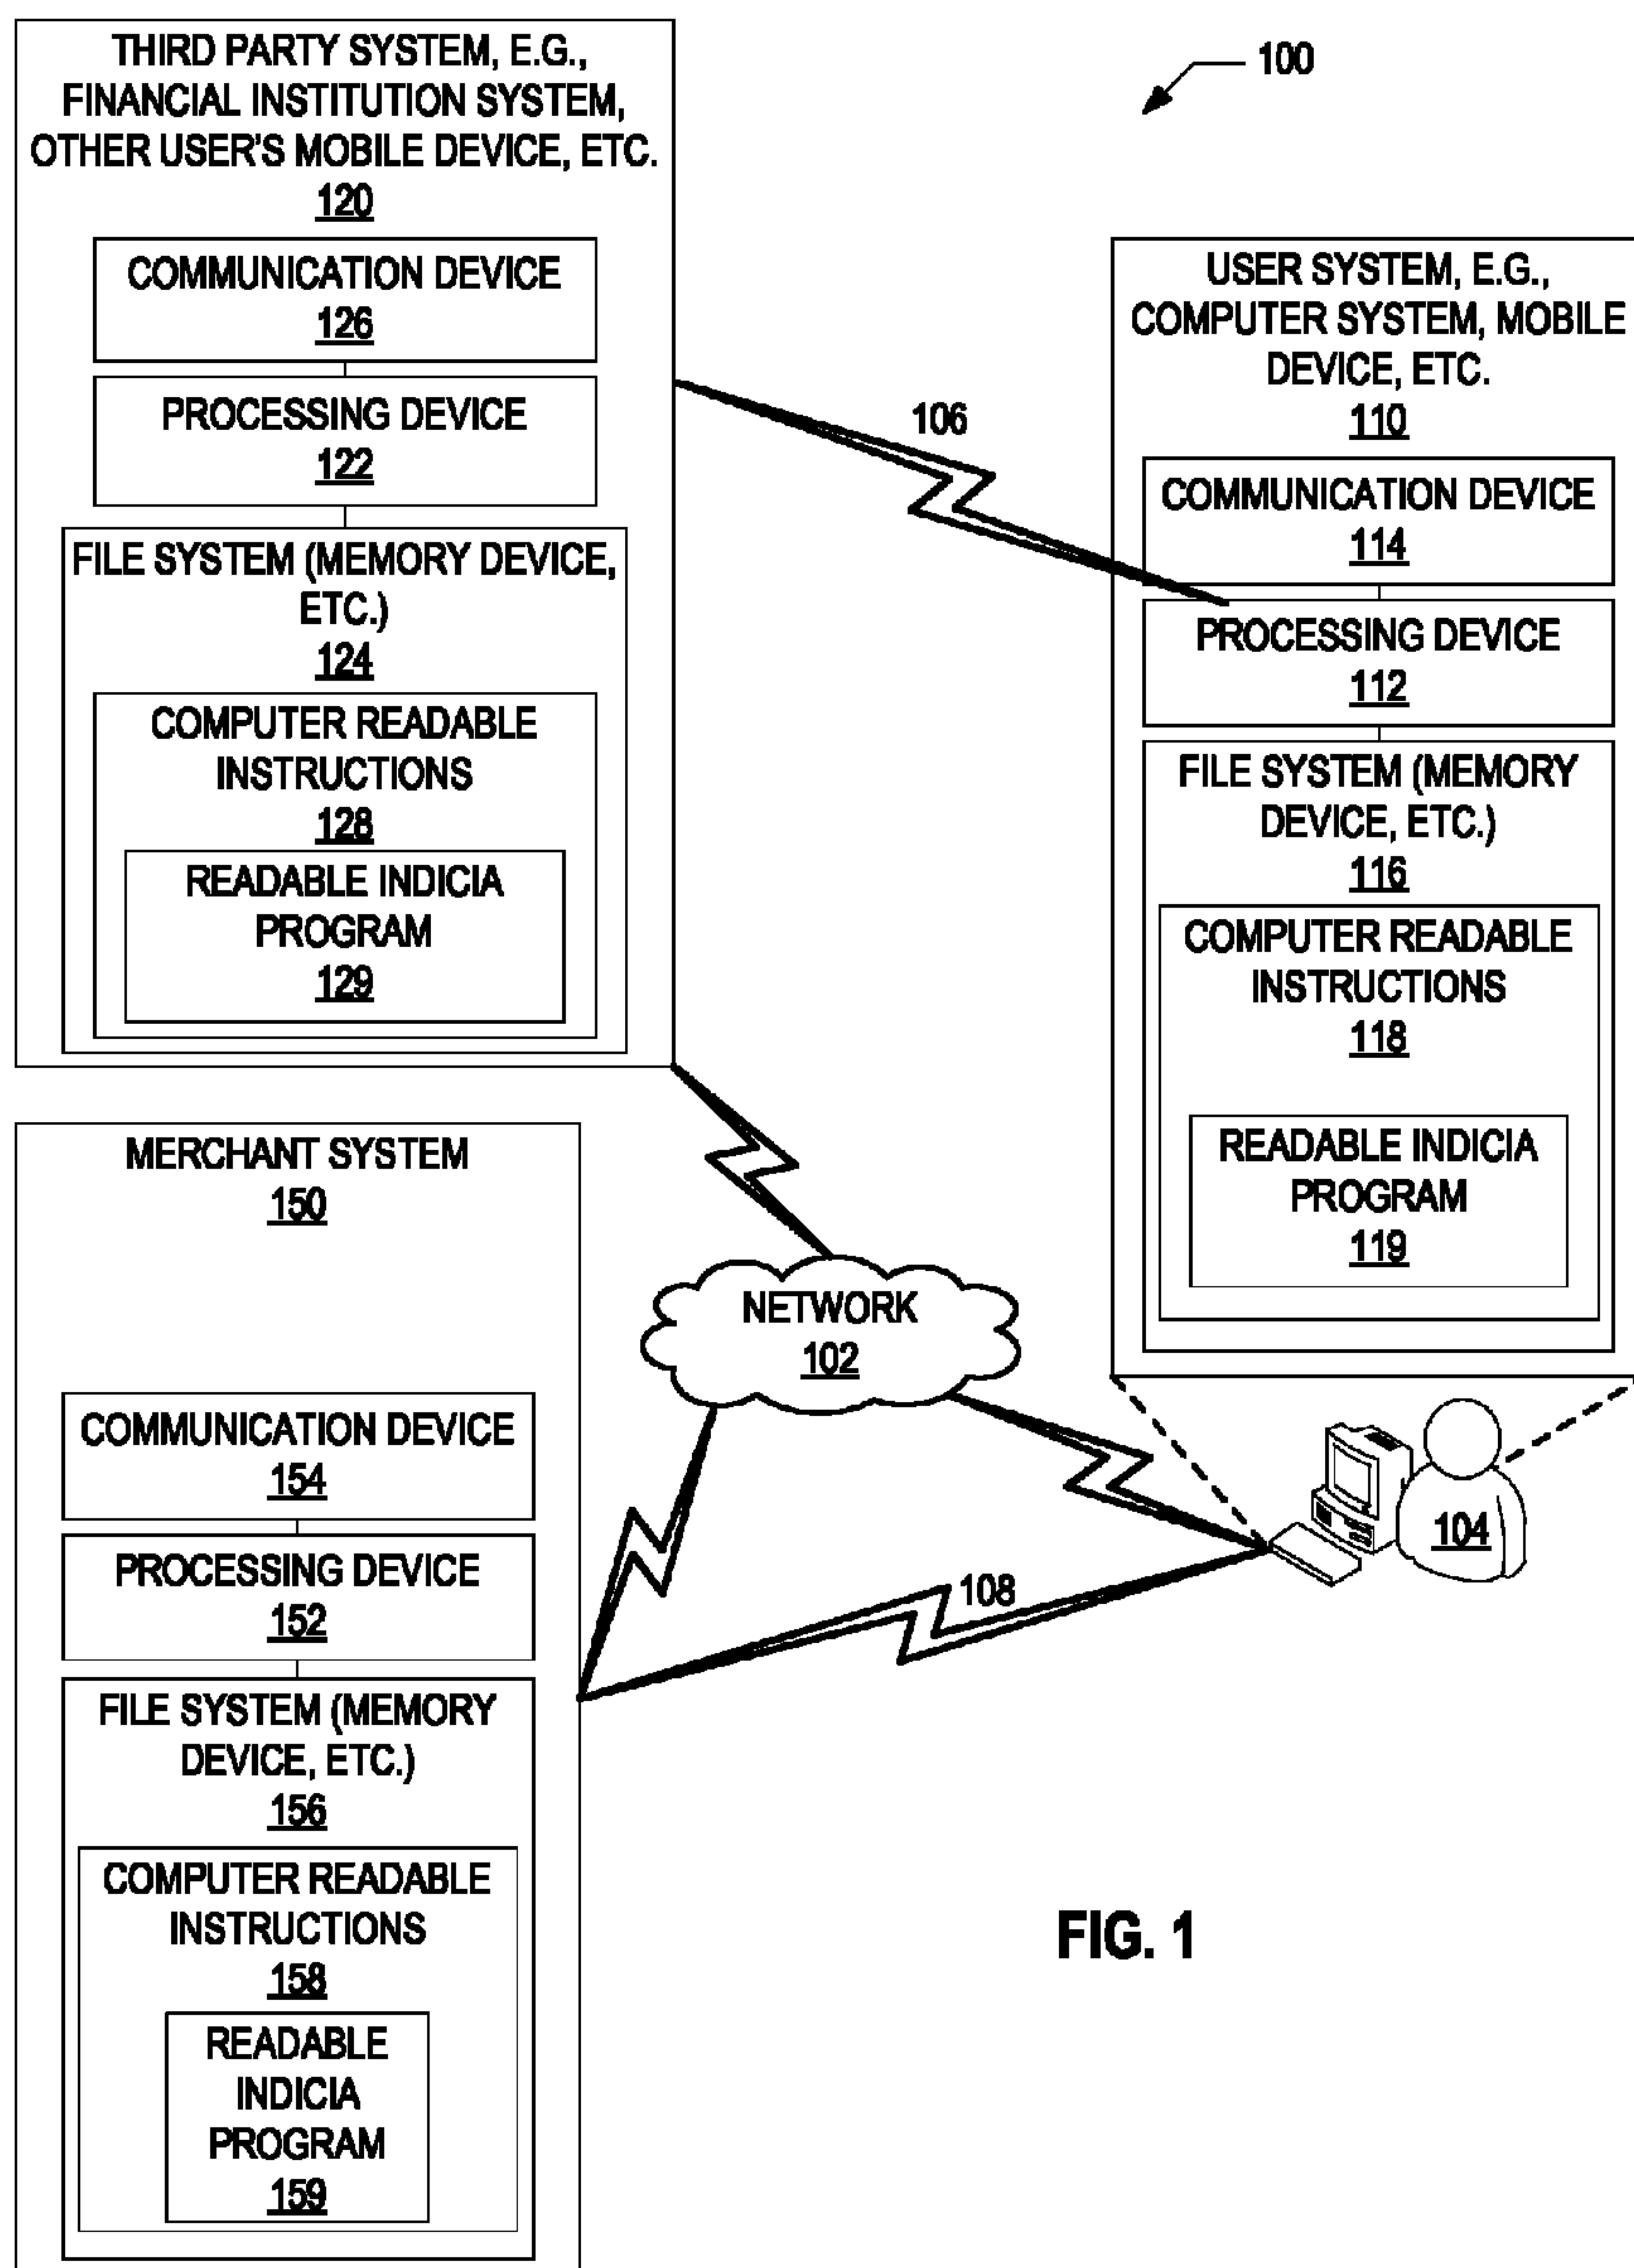 THIRD PARTY SYSTEM, E.G.,
FINANCIAL INSTITUTION SYSTEM,
OTHER USER'S MOBILE DEVICE, ETC.
120
COMMUNICATION DEVICE
126
PROCESSING DEVICE
122
FILE SYSTEM (MEMORY DEVICE,
ETC.)
124
COMPUTER READABLE
INSTRUCTIONS
128
READABLE INDICIA
PROGRAM
129
100
106
USER SYSTEM, E.G.,
COMPUTER SYSTEM, MOBILE
DEVICE, ETC.
110
COMMUNICATION DEVICE
114
PROCESSING DEVICE
112
FILE SYSTEM (MEMORY
DEVICE, ETC.)
116
COMPUTER READABLE
INSTRUCTIONS
118
READABLE INDICIA
PROGRAM
119
MERCHANT SYSTEM
150
COMMUNICATION DEVICE
154
PROCESSING DEVICE
152
FILE SYSTEM (MEMORY
DEVICE, ETC.)
156
COMPUTER READABLE
INSTRUCTIONS
158
READABLE
INDICIA
PROGRAM
159
NETWORK
102
104
108
FIG. 1